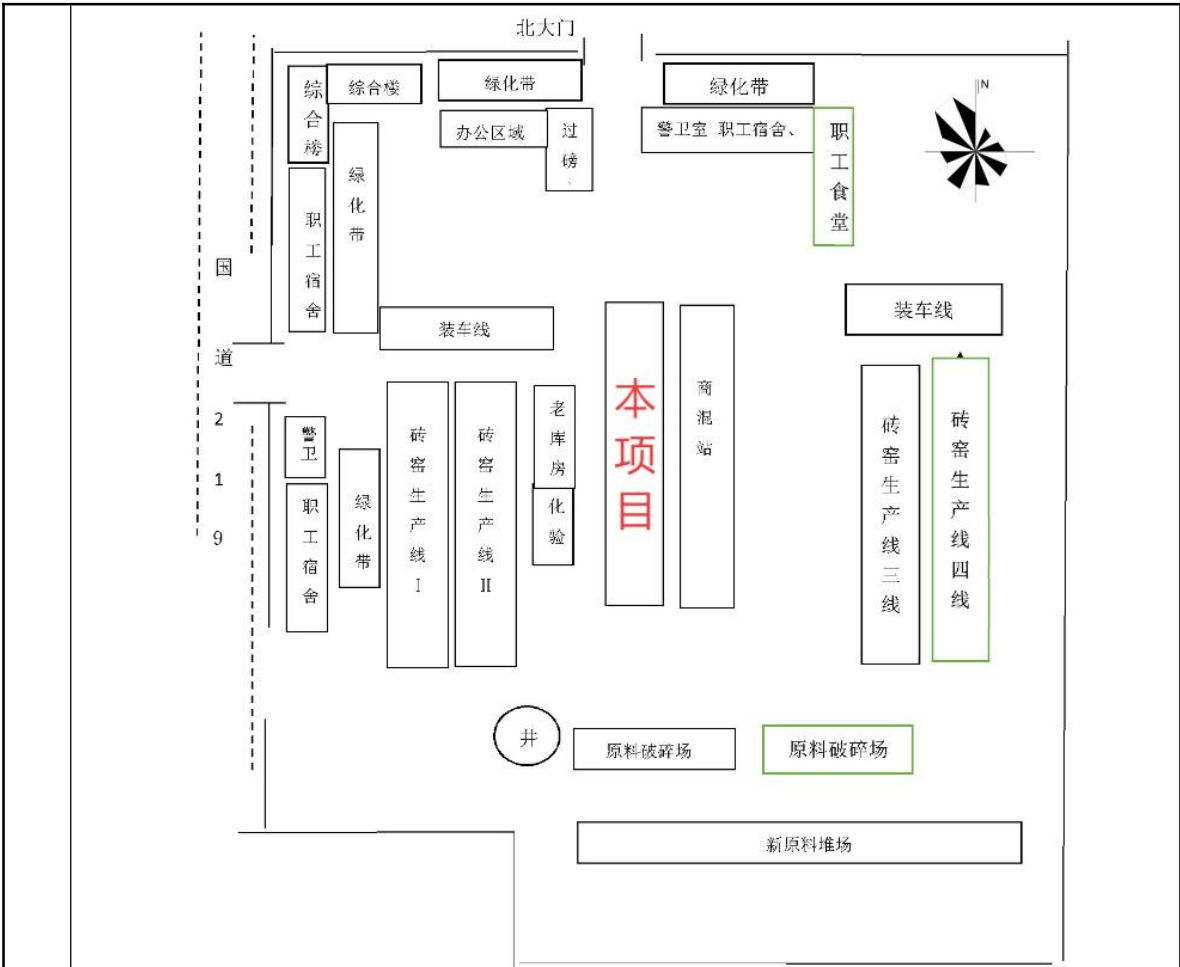 北大门
综合楼
综合楼
绿化带
绿化带
N
办公区域
过磅
警卫室 职工宿舍、
职工食堂
绿化带
职工宿舍
国道219
装车线
装车线
本项目
商混站
老库房
化验
砖窑生产线I
砖窑生产线II
砖窑生产线三线
砖窑生产线四线
警卫
职工宿舍
绿化带
井
原料破碎场
原料破碎场
新原料堆场